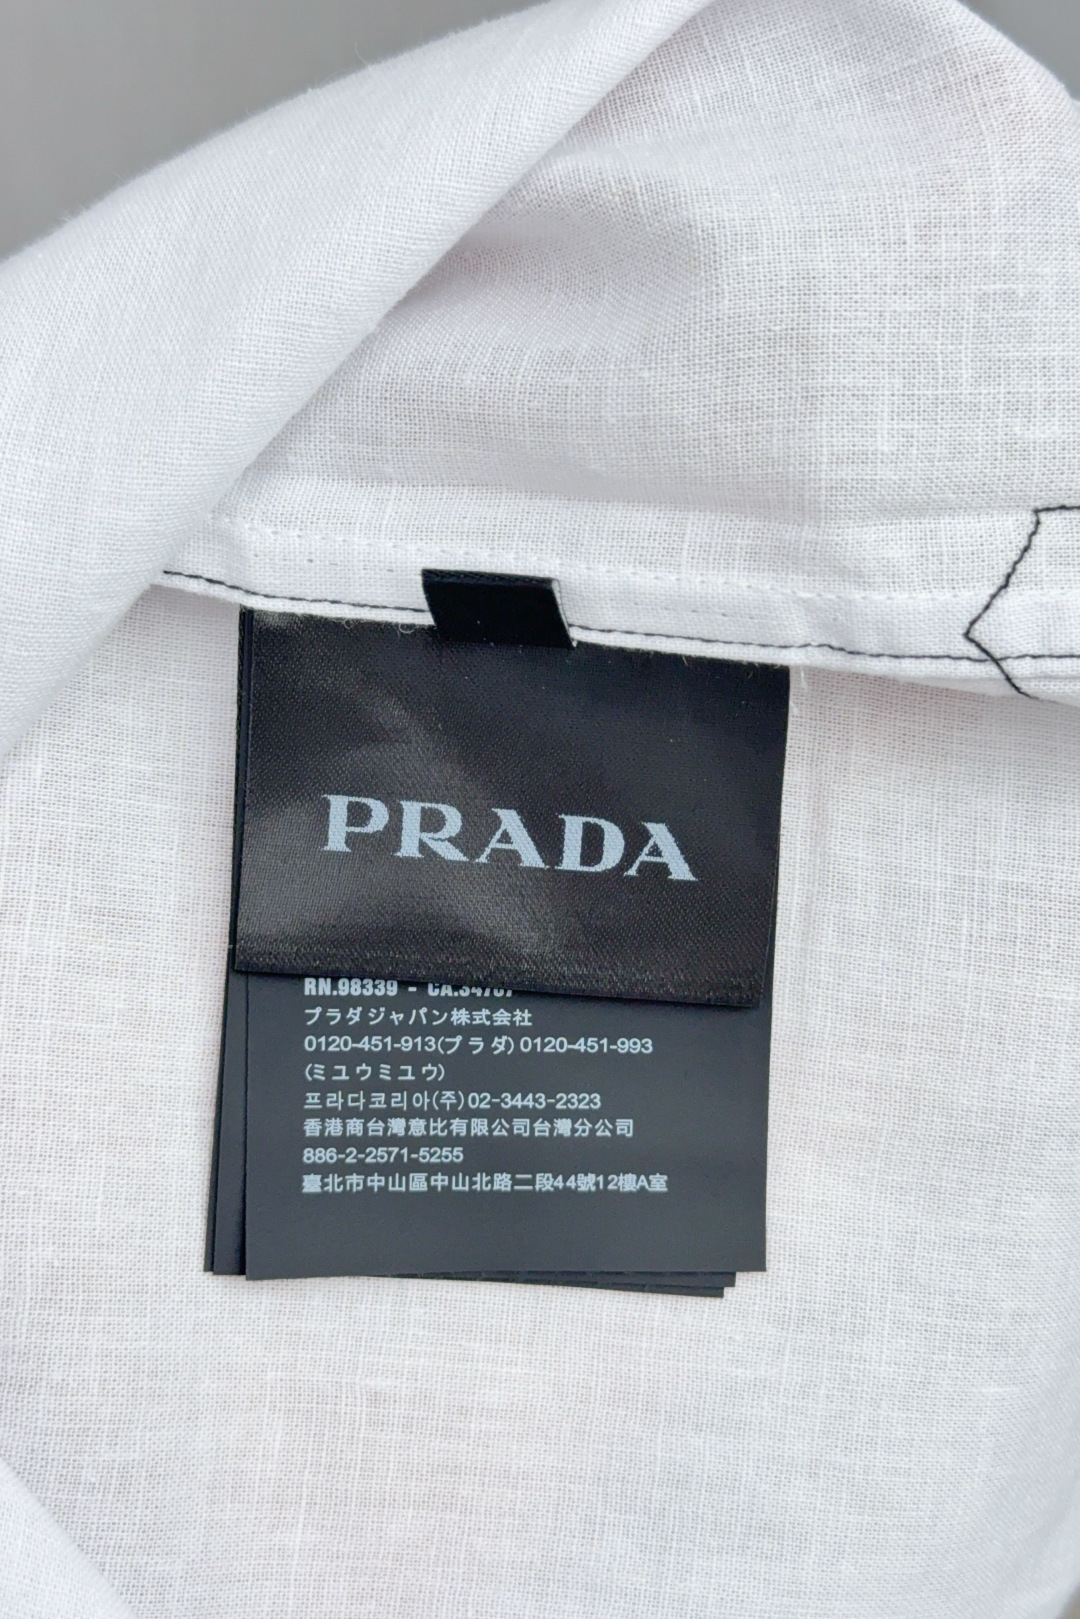 PRADA
RN.98339 - CA.34707
プラダジャパン株式会社
0120-451-913(プラダ) 0120-451-993
(ミユウミユウ)
프라다코리아(주)02-3443-2323
香港商台灣意比有限公司台灣分公司
886-2-2571-5255
臺北市中山區中山北路二段44號12樓A室